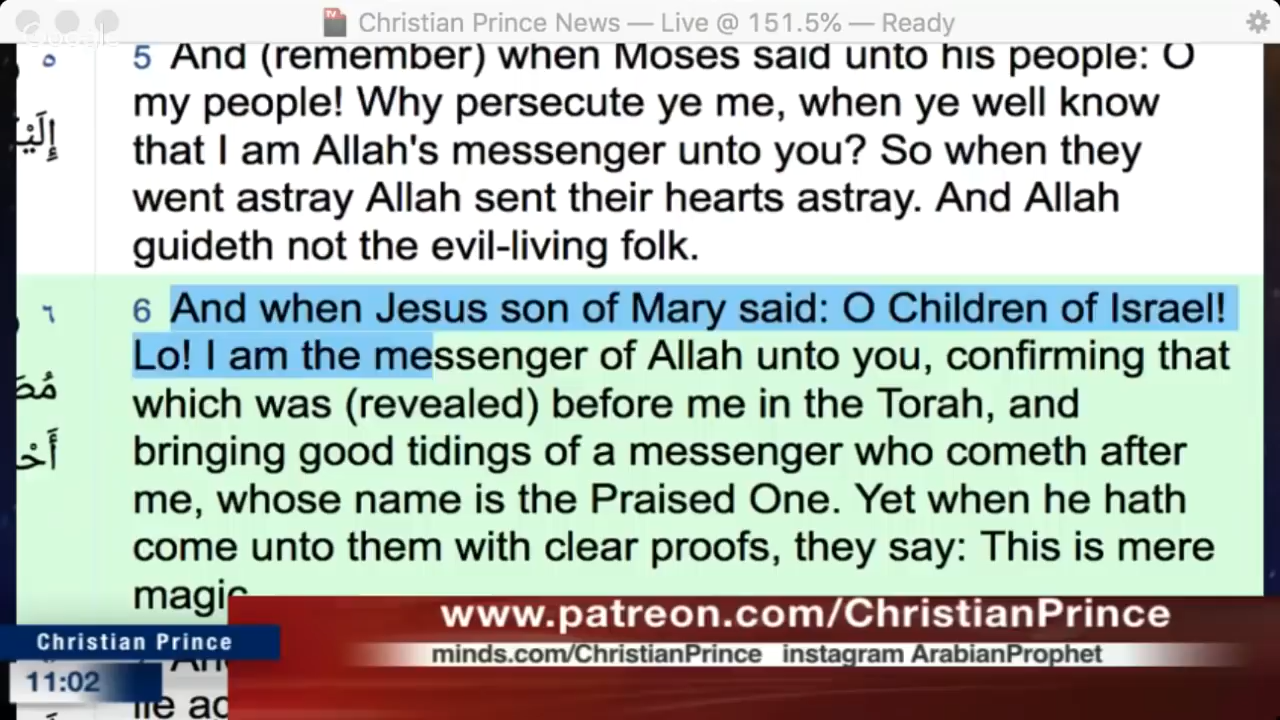 Christian Prince News — Live @ 151.5% — Ready
5 And (remember) when Moses said unto his people: O
my people! Why persecute ye me, when ye well know
that I am Allah's messenger unto you? So when they
went astray Allah sent their hearts astray. And Allah
guideth not the evil-living folk.
6 And when Jesus son of Mary said: O Children of Israel!
Lo! I am the messenger of Allah unto you, confirming that
which was (revealed) before me in the Torah, and
bringing good tidings of a messenger who cometh after
me, whose name is the Praised One. Yet when he hath
come unto them with clear proofs, they say: This is mere
magic
٥
٦
www.patreon.com/ChristianPrince
minds.com/ChristianPrince instagram ArabianProphet
Christian Prince
11:02